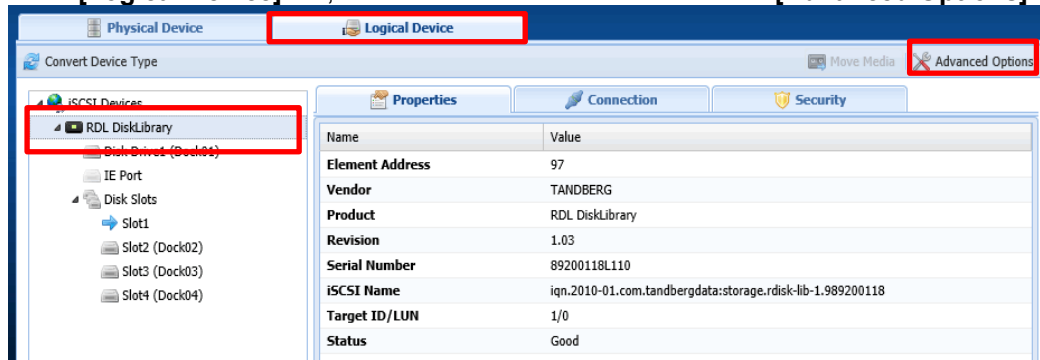 Physical Device
Logical Device
Convert Device Type
Move Media
Advanced Options
iSCSI Devices
RDL DiskLibrary
Disk Drive1 (Dock01)
IE Port
Disk Slots
Slot1
Slot2 (Dock02)
Slot3 (Dock03)
Slot4 (Dock04)
Properties
Connection
Security
Name Value
Element Address 97
Vendor TANDBERG
Product RDL DiskLibrary
Revision 1.03
Serial Number 89200118L110
iSCSI Name iqn.2010-01.com.tandbergdata:storage.rdisk-lib-1.989200118
Target ID/LUN 1/0
Status Good